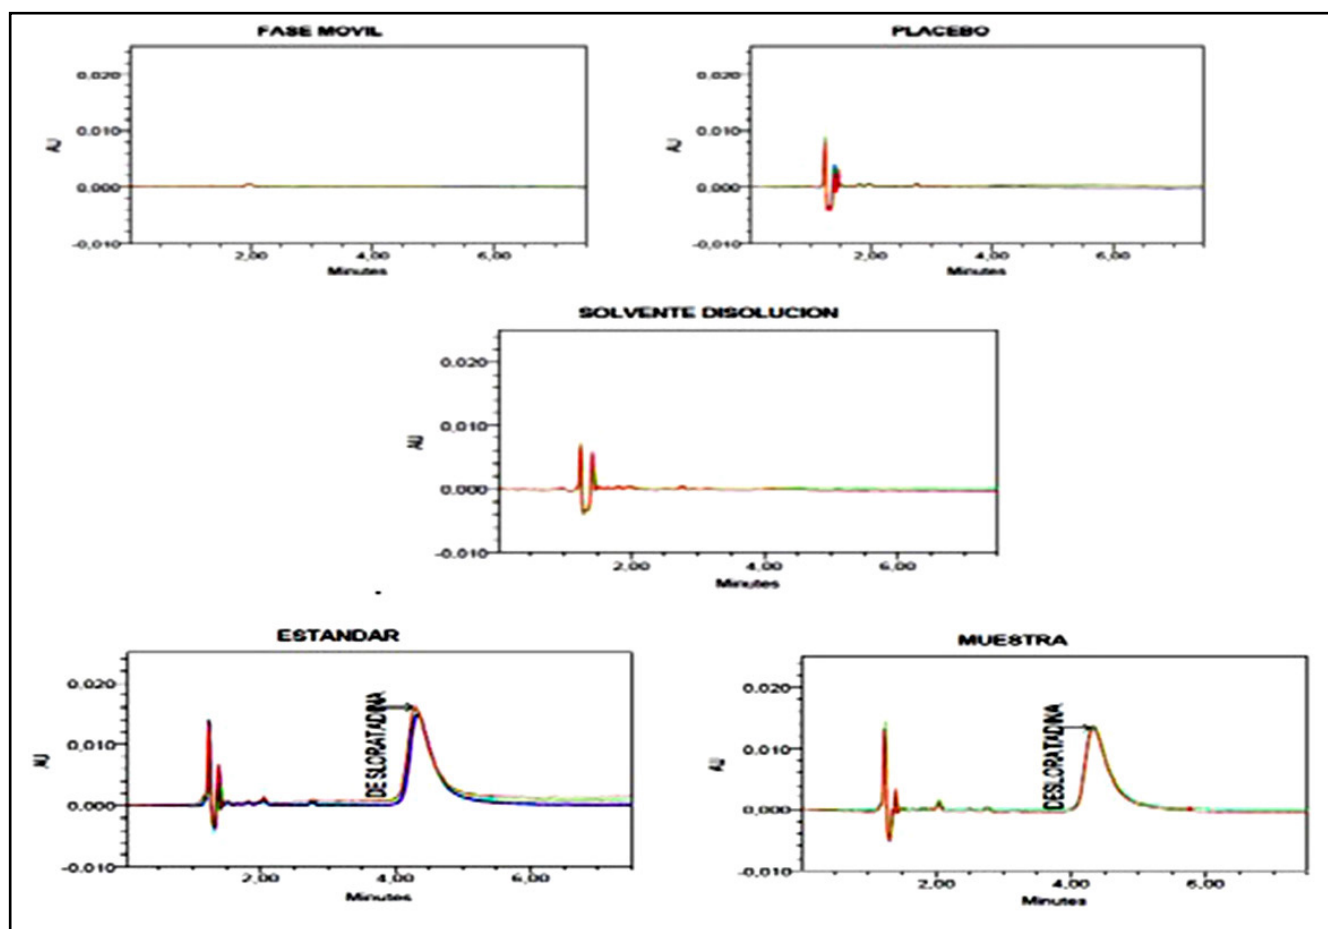 FASE MOVIL
0.020
0.010
0.000
-0.010
AU
2,00 4,00 6,00
Minutes
PLACEBO
0.020
0.010
0.000
-0.010
AU
2,00 4,00 6,00
Minutes
SOLVENTE DISOLUCION
0.020
0.010
0.000
-0.010
AU
2,00 4,00 6,00
Minutes
ESTANDAR
0,020
0,010
0,000
-0,010
AU
DESLORATADINA
2,00 4,00 6,00
Minutes
MUESTRA
0,020
0,010
0,000
-0,010
AU
DESLORATADINA
2,00 4,00 6,00
Minutes